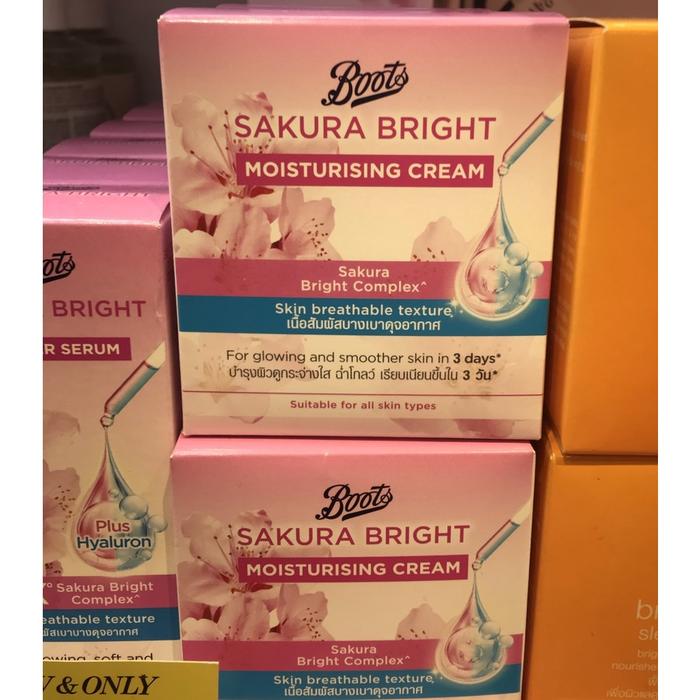 Boots
SAKURA BRIGHT
MOISTURISING CREAM
Sakura
Bright Complex^
Skin breathable texture
เนื้อสัมผัสบางเบาดุจอากาศ
For glowing and smoother skin in 3 days*
บำรุงผิวดูกระจ่างใส ฉ่ำโกลว์ เรียบเนียนขึ้นใน 3 วัน*
Suitable for all skin types
BRIGHT
SERUM
Plus
Hyaluron
Sakura Bright
Complex^
texture
soft and
& ONLY
Boots
SAKURA BRIGHT
MOISTURISING CREAM
Sakura
Bright Complex^
Skin breathable texture
เนื้อสัมผัสบางเบาดุจอากาศ